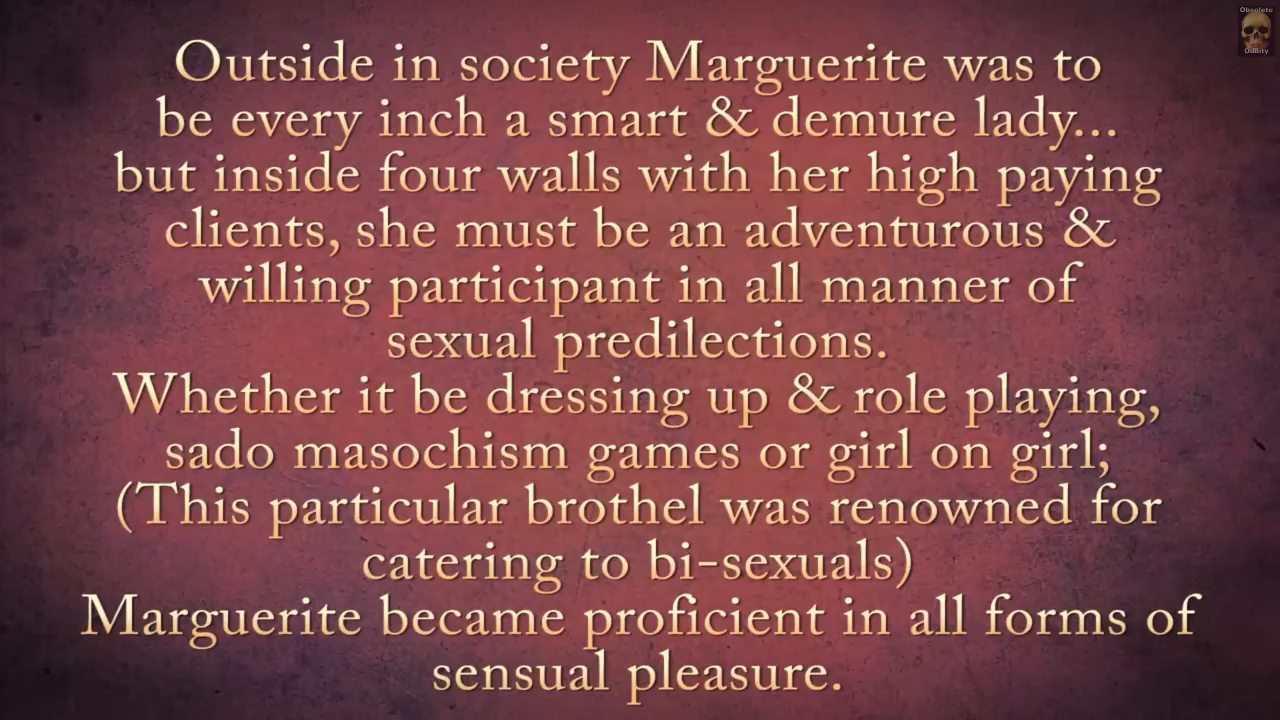 Obsolete
Oddity
Outside in society Marguerite was to
be every inch a smart & demure lady...
but inside four walls with her high paying
clients, she must be an adventurous &
willing participant in all manner of
sexual predilections.
Whether it be dressing up & role playing,
sado masochism games or girl on girl;
(This particular brothel was renowned for
catering to bi-sexuals)
Marguerite became proficient in all forms of
sensual pleasure.